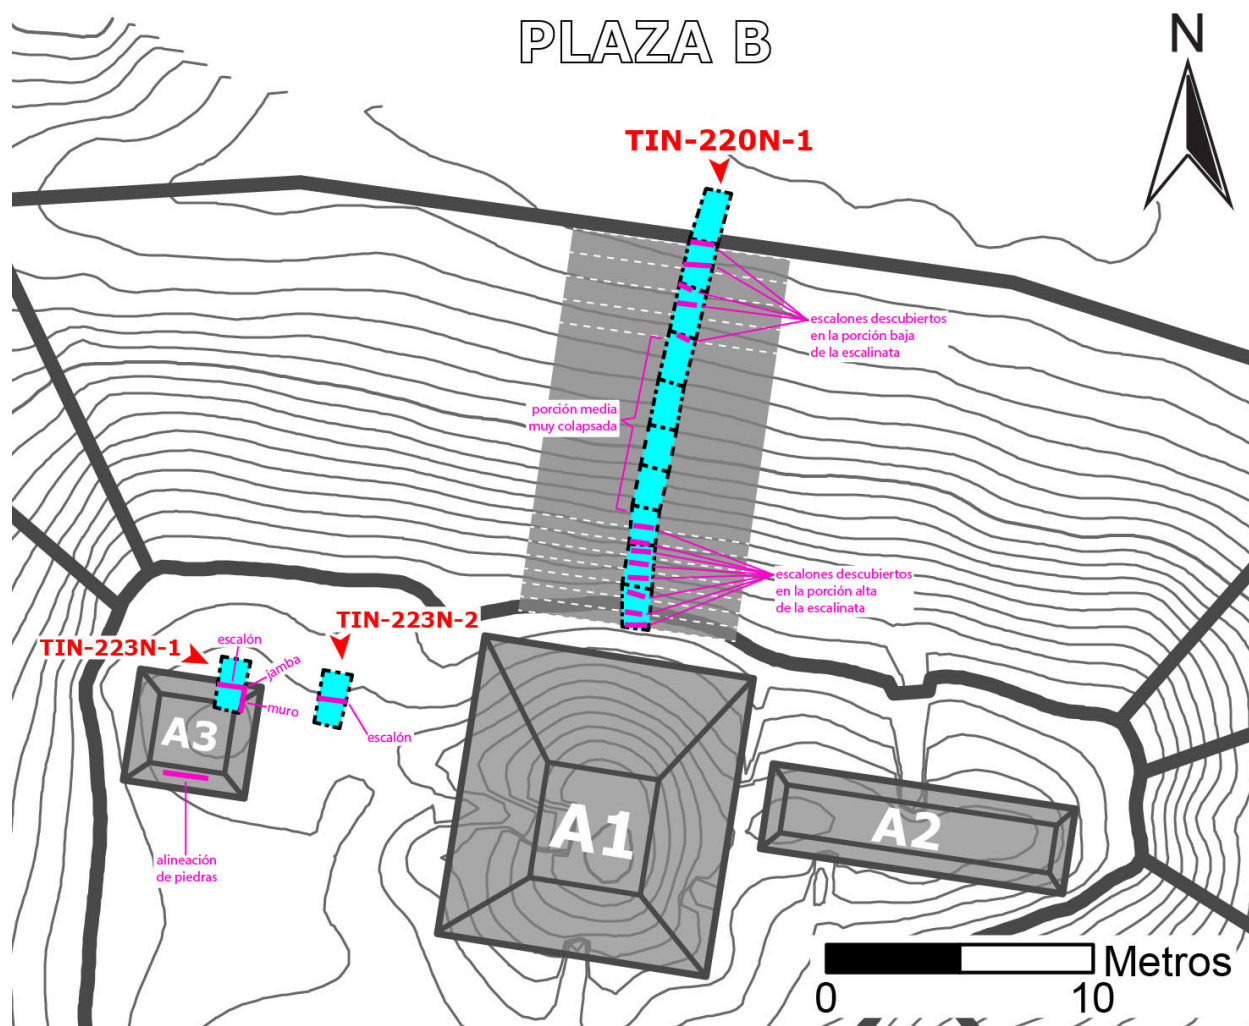 PLAZA B
N
TIN-220N-1
escalones descubiertos
en la porción baja
de la escalinata
porción media
muy colapsada
escalones descubiertos
en la porción alta
de la escalinata
TIN-223N-2
TIN-223N-1
escalón
jamba
muro
escalón
A3
A1
A2
alineación
de piedras
Metros
0 10